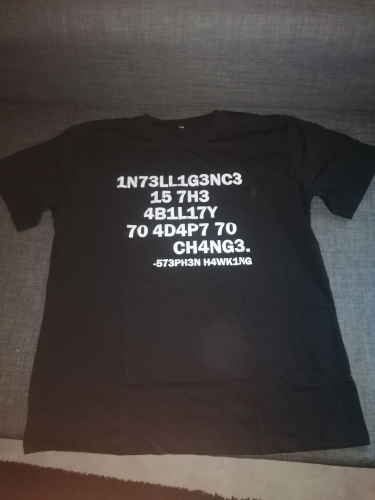 1N73LL1G3NC3
15 7H3
4B1L17Y
70 4D4P7 70
CH4NG3.
-573PH3N H4WK1NG